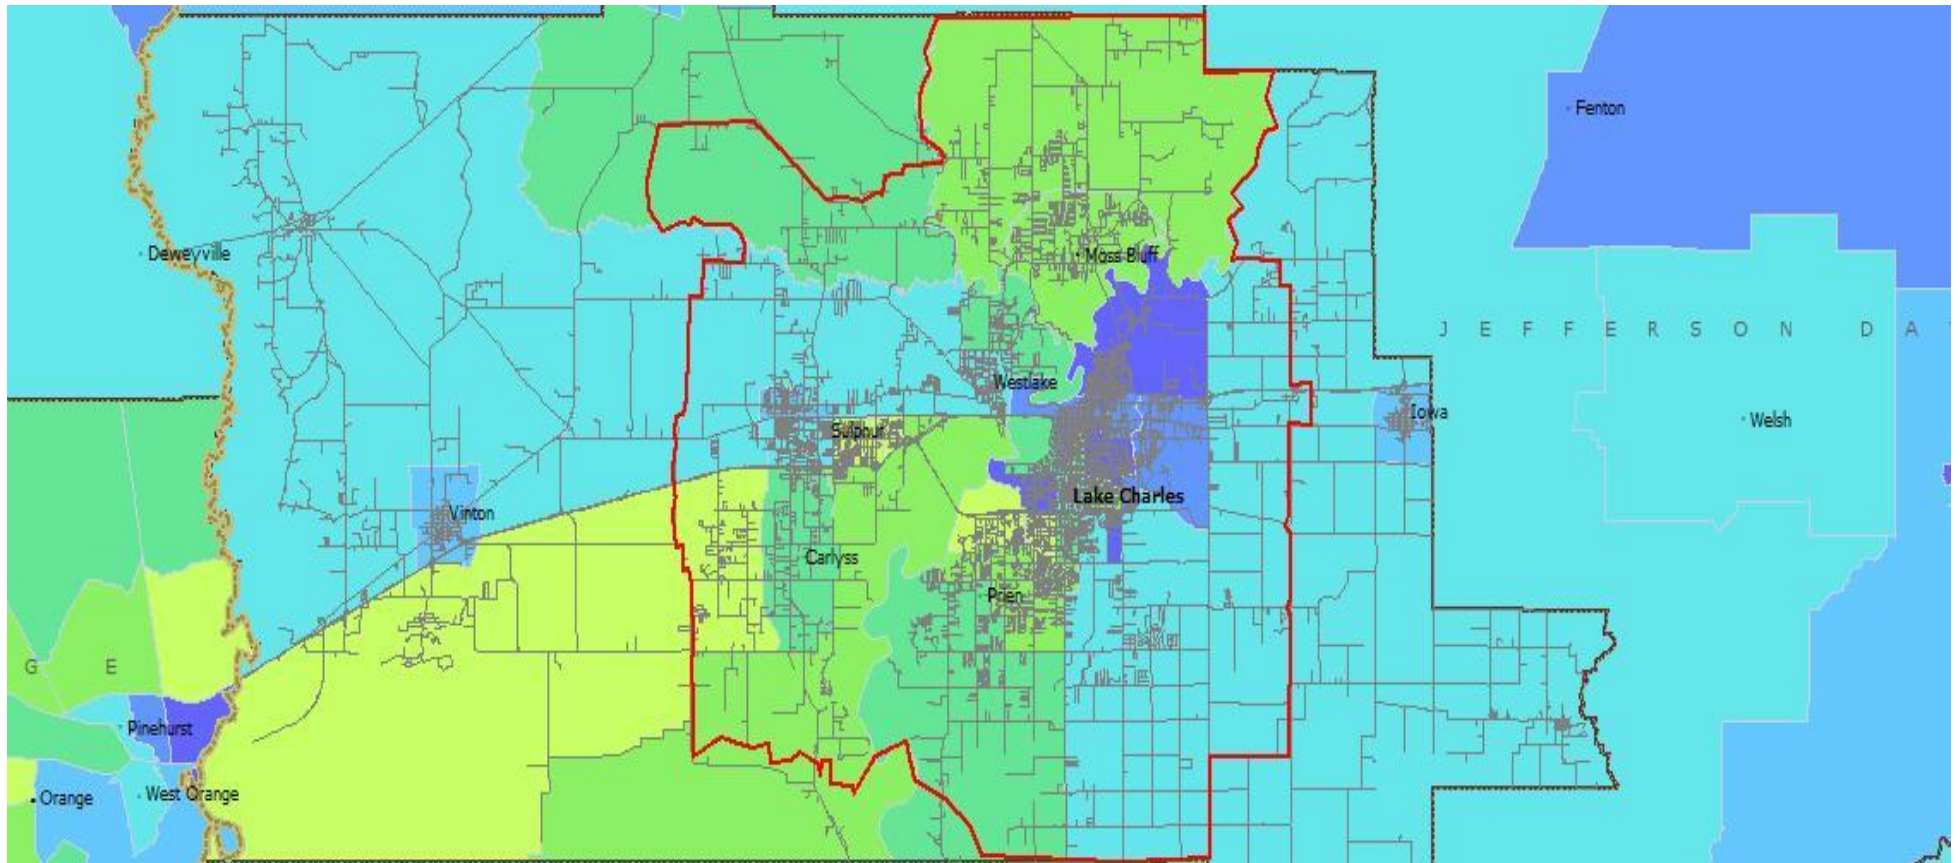 Fenton
Deweyville
Moss Bluff
J E F F E R S O N D A
Westlake
Iowa
Welsh
Sulphur
Lake Charles
Vinton
Carlyss
Prien
G E
Pinehurst
West Orange
Orange